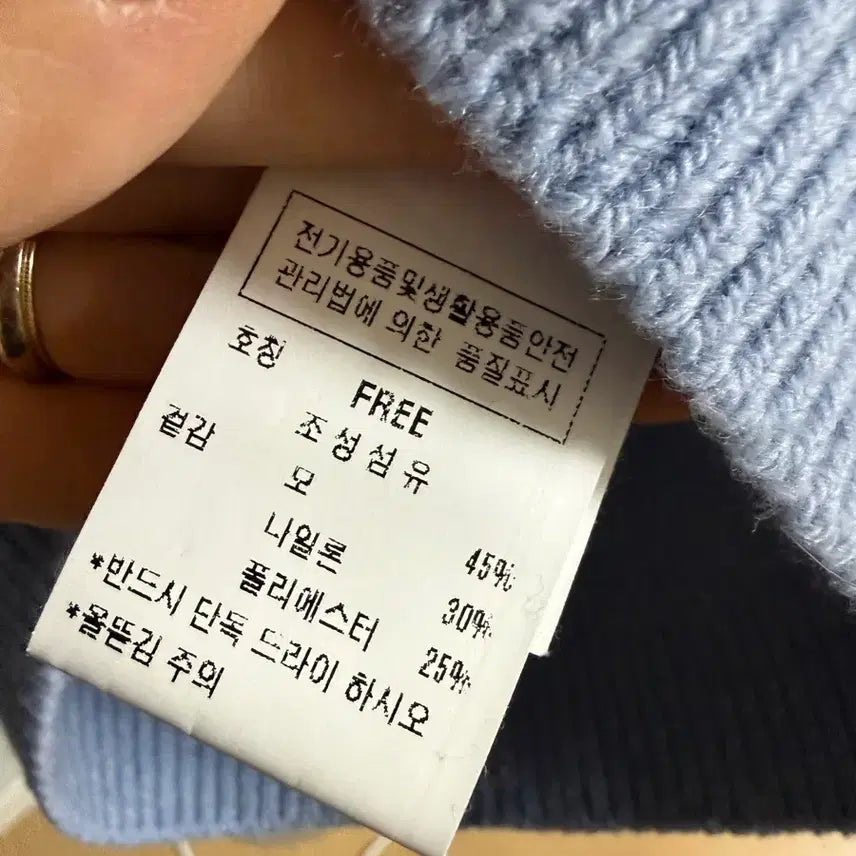 전기용품및생활용품안전
관리법에 의한 품질표시
호칭 FREE
조성섬유
겉감 모 45%
나일론 30%
폴리에스터 25%
*반드시 단독 드라이 하시오
*올뜯김 주의